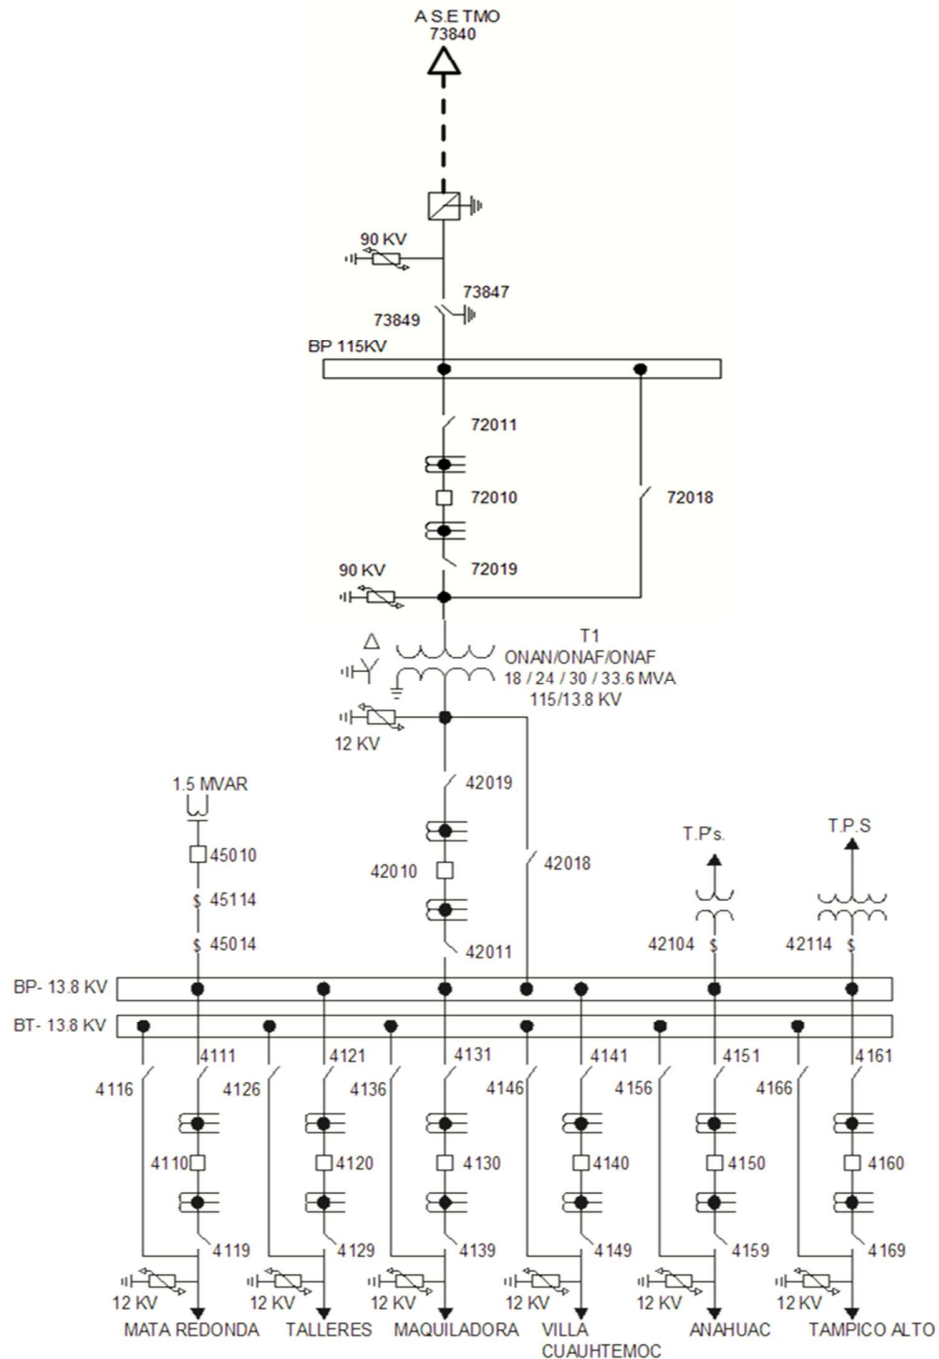 A S.E TMO
73840
90 KV
73847
73849
BP 115KV
72011
72010
72018
72019
90 KV
T1
ONAN/ONAF/ONAF
18 / 24 / 30 / 33.6 MVA
115/13.8 KV
12 KV
1.5 MVAR
42019
T.P's.
T.P.S
45010
42010
42018
45114
45014
42011
42104
42114
BP- 13.8 KV
BT- 13.8 KV
4111
4121
4131
4141
4151
4161
4116
4126
4136
4146
4156
4166
4110
4120
4130
4140
4150
4160
4119
4129
4139
4149
4159
4169
12 KV
12 KV
12 KV
12 KV
12 KV
12 KV
MATA REDONDA
TALLERES
MAQUILADORA
VILLA
CUAUHTEMOC
ANAHUAC
TAMPICO ALTO